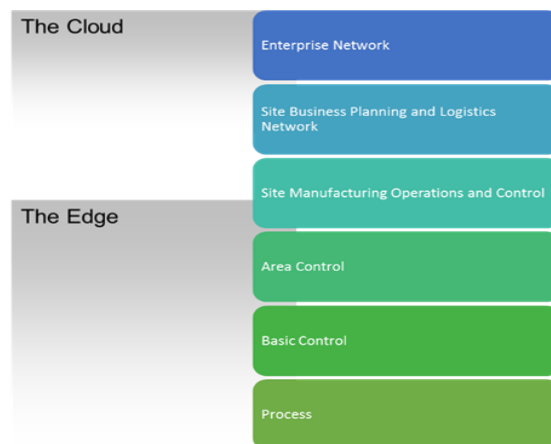 The Cloud
Enterprise Network
Site Business Planning and Logistics
Network
Site Manufacturing Operations and Control
The Edge
Area Control
Basic Control
Process